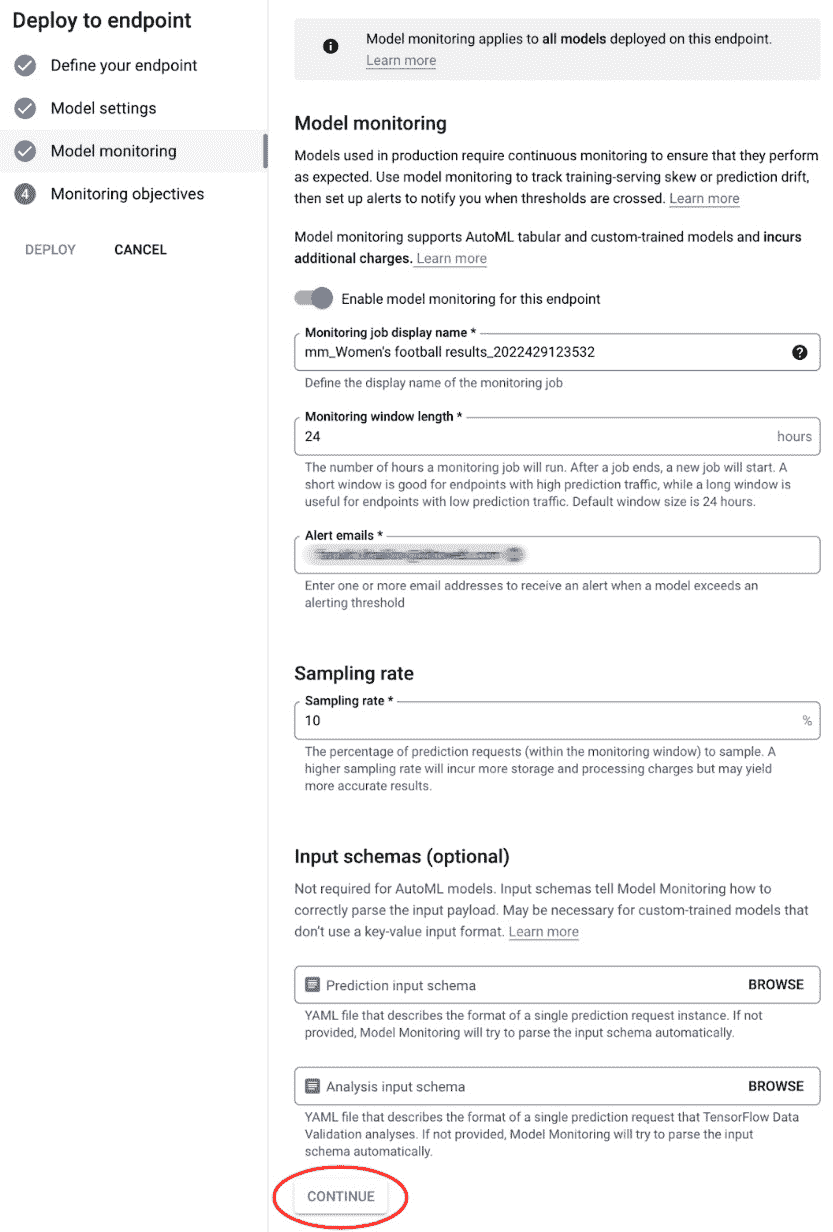 Deploy to endpoint
Define your endpoint
Model settings
Model monitoring
4 Monitoring objectives
DEPLOY CANCEL
Model monitoring applies to all models deployed on this endpoint.
Learn more
Model monitoring
Models used in production require continuous monitoring to ensure that they perform
as expected. Use model monitoring to track training-serving skew or prediction drift,
then set up alerts to notify you when thresholds are crossed. Learn more
Model monitoring supports AutoML tabular and custom-trained models and incurs
additional charges. Learn more
Enable model monitoring for this endpoint
Monitoring job display name *
mm_Women's football results_2022429123532
Define the display name of the monitoring job
Monitoring window length *
24 hours
The number of hours a monitoring job will run. After a job ends, a new job will start. A
short window is good for endpoints with high prediction traffic, while a long window is
useful for endpoints with low prediction traffic. Default window size is 24 hours.
Alert emails *
Enter one or more email addresses to receive an alert when a model exceeds an
alerting threshold
Sampling rate
Sampling rate *
10 %
The percentage of prediction requests (within the monitoring window) to sample. A
higher sampling rate will incur more storage and processing charges but may yield
more accurate results.
Input schemas (optional)
Not required for AutoML models. Input schemas tell Model Monitoring how to
correctly parse the input payload. May be necessary for custom-trained models that
don't use a key-value input format. Learn more
Prediction input schema BROWSE
YAML file that describes the format of a single prediction request instance. If not
provided, Model Monitoring will try to parse the input schema automatically.
Analysis input schema BROWSE
YAML file that describes the format of a single prediction request that TensorFlow Data
Validation analyses. If not provided, Model Monitoring will try to parse the input
schema automatically.
CONTINUE